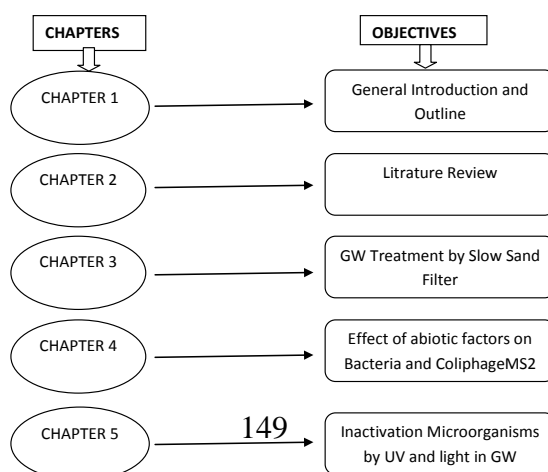 CHAPTERS
OBJECTIVES
CHAPTER 1
General Introduction and
Outline
CHAPTER 2
Litrature Review
CHAPTER 3
GW Treatment by Slow Sand
Filter
CHAPTER 4
Effect of abiotic factors on
Bacteria and ColiphageMS2
CHAPTER 5
149
Inactivation Microorganisms
by UV and light in GW